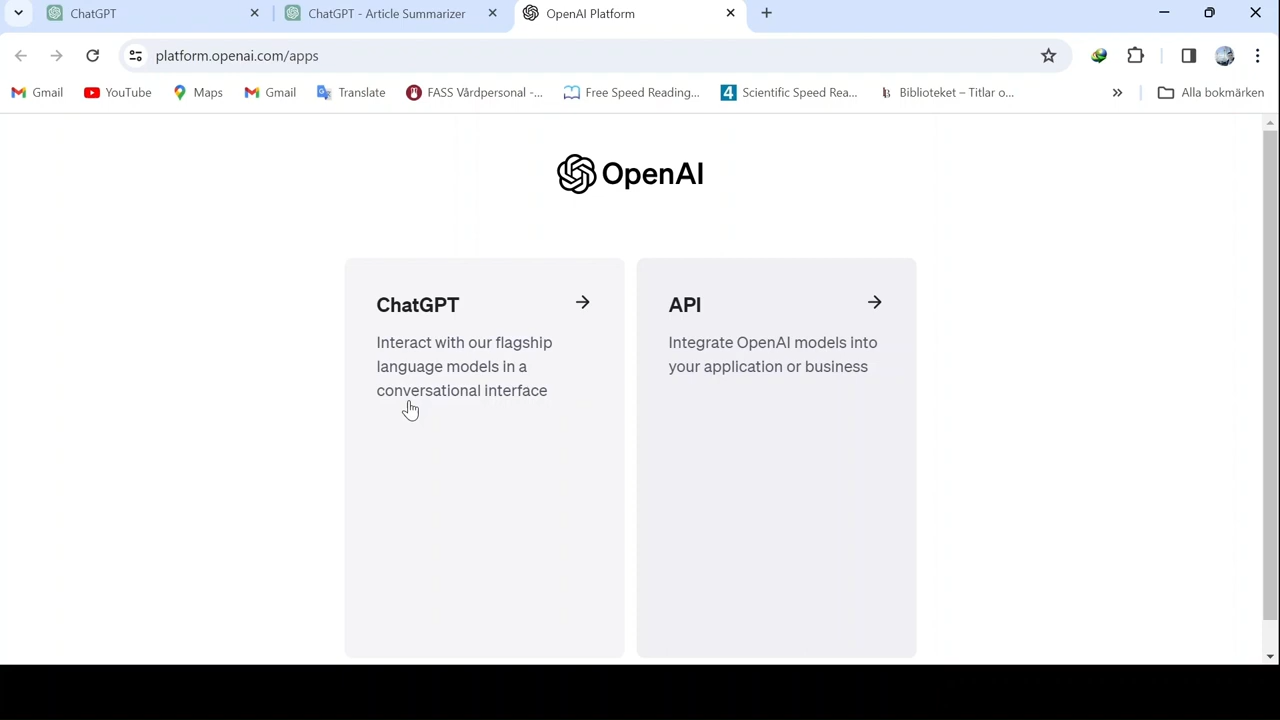 ChatGPT
ChatGPT - Article Summarizer
OpenAI Platform
platform.openai.com/apps
Gmail
YouTube
Maps
Gmail
Translate
FASS Vårdpersonal -...
Free Speed Reading...
4
Scientific Speed Rea...
Biblioteket – Titlar o...
Alla bokmärken
OpenAI
ChatGPT
Interact with our flagship
language models in a
conversational interface
API
Integrate OpenAI models into
your application or business